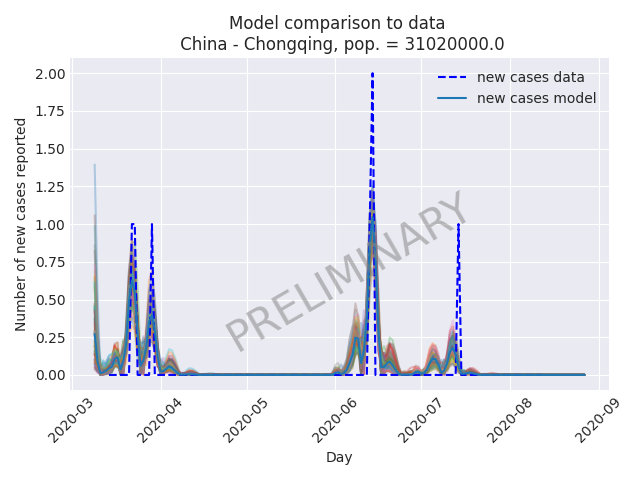 Model comparison to data
China - Chongqing, pop. = 31020000.0
2.00
1.75
1.50
1.25
1.00
0.75
0.50
0.25
0.00
Number of new cases reported
new cases data
new cases model
PRELIMINARY
2020-03
2020-04
2020-05
2020-06
2020-07
2020-08
2020-09
Day